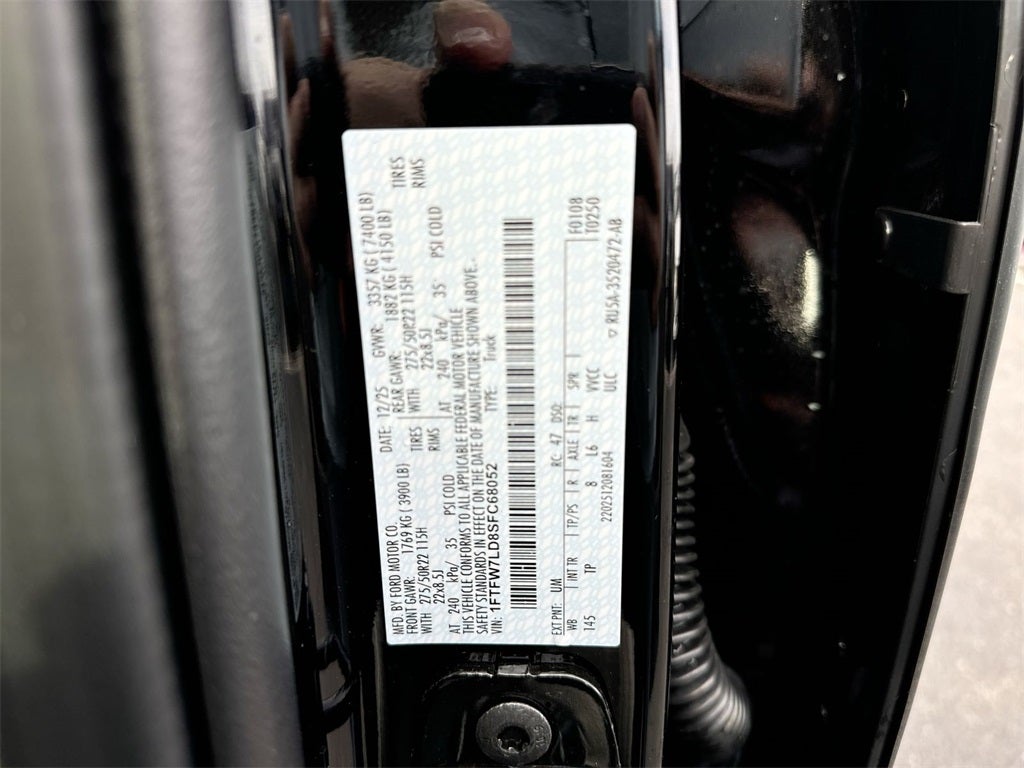 MFD. BY FORD MOTOR CO. DATE: 12/25 GVWR: 3357 KG ( 7400 LB)
FRONT GAWR: 1769 KG ( 3900 LB) REAR GAWR: 1882 KG ( 4150 LB)
WITH 275/50R22 115H TIRES WITH 275/50R22 115H TIRES
22x8.5J RIMS 22x8.5J RIMS
AT 240 kPa/ 35 PSI COLD AT 240 kPa/ 35 PSI COLD
THIS VEHICLE CONFORMS TO ALL APPLICABLE FEDERAL MOTOR VEHICLE
SAFETY STANDARDS IN EFFECT ON THE DATE OF MANUFACTURE SHOWN ABOVE.
VIN: 1FTFW7LD8SFC68052 TYPE: Truck
EXT PNT: UM RC: 47 DSO: F0108
WB INT TR TP/PS R AXLE TR SPR T0250
145 TP 8 L6 H VVCC
2202512081604 ULC ▽ RU5A-3520472-AB